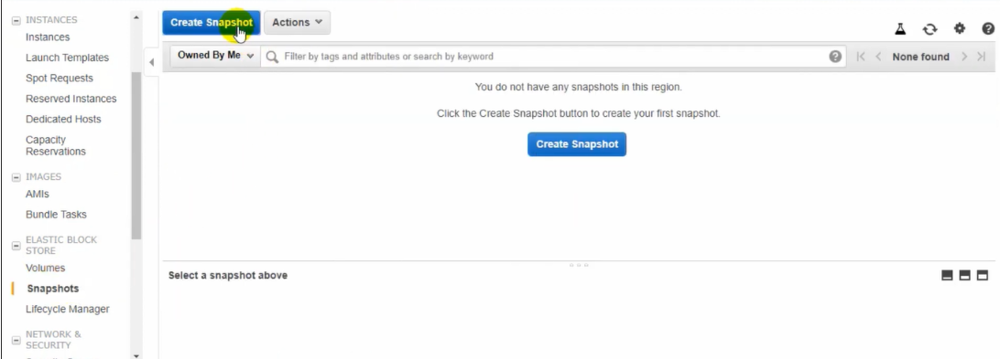 INSTANCES
Instances
Launch Templates
Spot Requests
Reserved Instances
Dedicated Hosts
Capacity
Reservations
IMAGES
AMIs
Bundle Tasks
ELASTIC BLOCK
STORE
Volumes
Snapshots
Lifecycle Manager
NETWORK &
SECURITY
Create Snapshot
Actions
Owned By Me
Filter by tags and attributes or search by keyword
None found
You do not have any snapshots in this region.
Click the Create Snapshot button to create your first snapshot.
Create Snapshot
Select a snapshot above